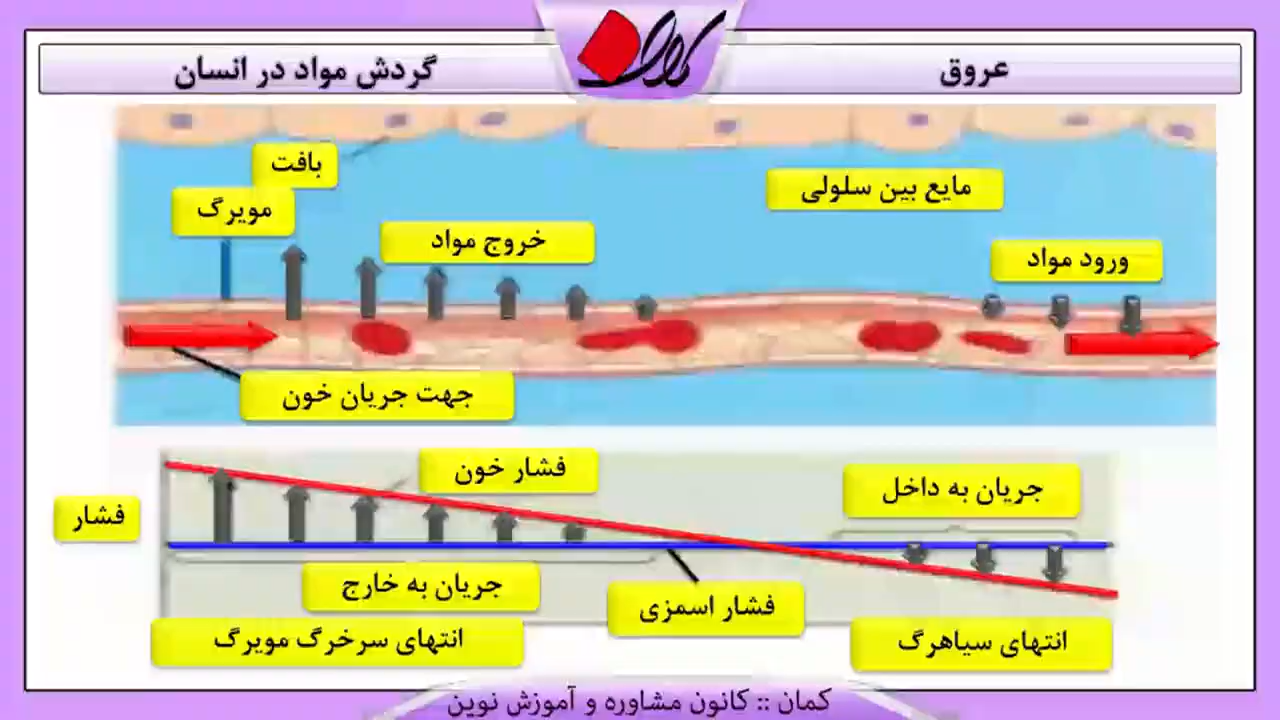 عروق
گردش مواد در انسان
بافت
مویرگ
مایع بین سلولی
خروج مواد
ورود مواد
جهت جریان خون
فشار خون
جریان به داخل
فشار
جریان به خارج
فشار اسمزی
انتهای سرخرگ مویرگ
انتهای سیاهرگ
کمان :: کانون مشاوره و آموزش نوین